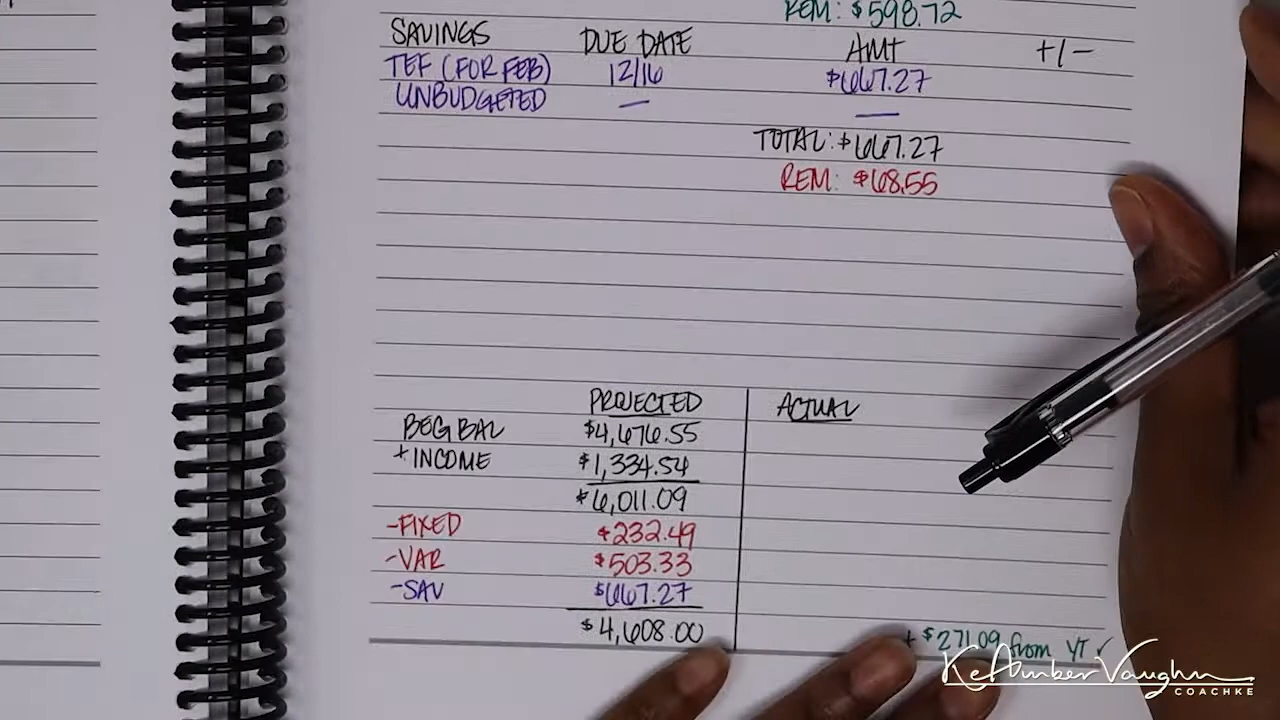 REM: $598.72
SAVINGS DUE DATE AMT +/-
TEF (FOR FEB) 12/16 $667.27
UNBUDGETED — —
TOTAL: $667.27
REM: $68.55
PROJECTED ACTUAL
BEG BAL $4,676.55
+ INCOME $1,334.54
$6,011.09
-FIXED $232.49
-VAR $503.33
-SAV $667.27
$4,608.00
+ $271.09 from YT ✓
KeAmber Vaughn
COACHKE